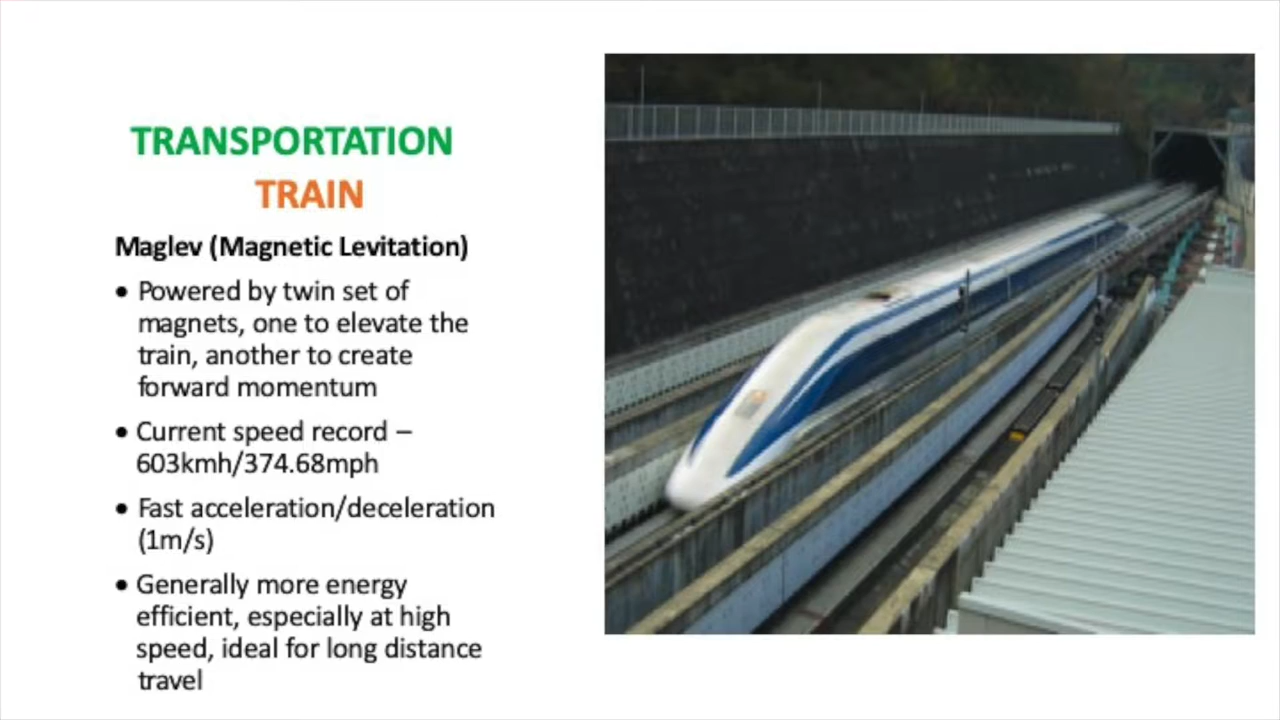 TRANSPORTATION
TRAIN
Maglev (Magnetic Levitation)
• Powered by twin set of
magnets, one to elevate the
train, another to create
forward momentum
• Current speed record –
603kmh/374.68mph
• Fast acceleration/deceleration
(1m/s)
• Generally more energy
efficient, especially at high
speed, ideal for long distance
travel